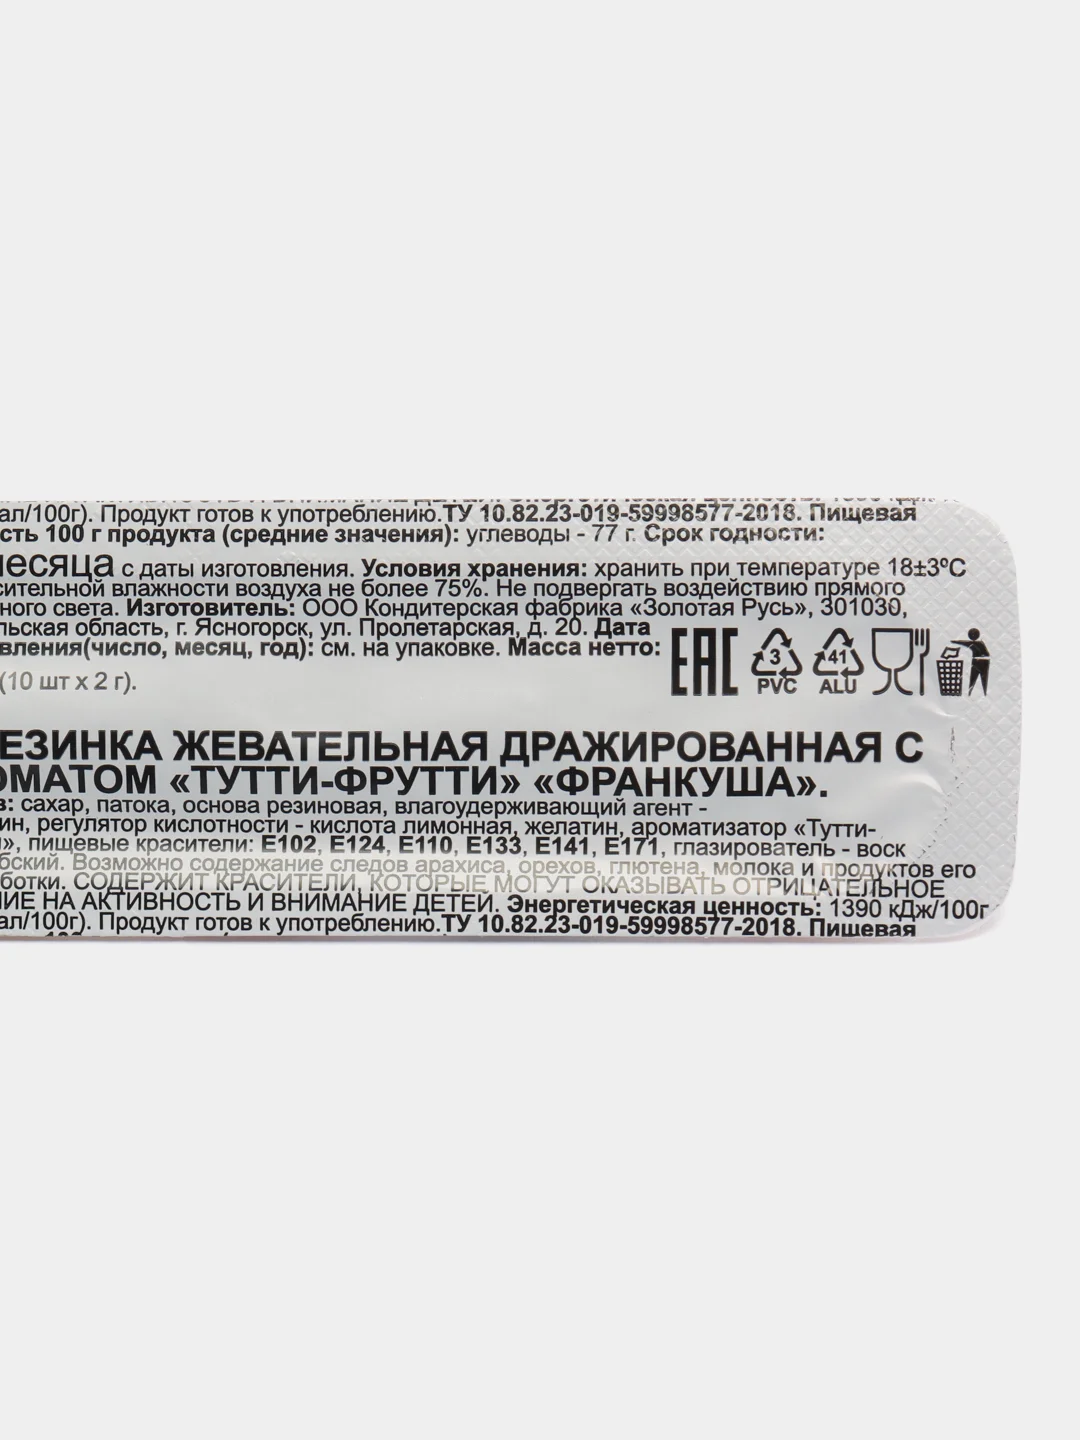 ал/100г). Продукт готов к употреблению.ТУ 10.82.23-019-59998577-2018. Пищевая
сть 100 г продукта (средние значения): углеводы - 77 г. Срок годности:
месяца с даты изготовления. Условия хранения: хранить при температуре 18±3ºС
сительной влажности воздуха не более 75%. Не подвергать воздействию прямого
ного света. Изготовитель: ООО Кондитерская фабрика «Золотая Русь», 301030,
льская область, г. Ясногорск, ул. Пролетарская, д. 20. Дата
вления(число, месяц, год): см. на упаковке. Масса нетто:
EAC 3 PVC 41 ALU
(10 шт х 2 г).
ЕЗИНКА ЖЕВАТЕЛЬНАЯ ДРАЖИРОВАННАЯ С
ОМАТОМ «ТУТТИ-ФРУТТИ» «ФРАНКУША».
в: сахар, патока, основа резиновая, влагоудерживающий агент -
ин, регулятор кислотности - кислота лимонная, желатин, ароматизатор «Тутти-
и», пищевые красители: Е102, Е124, Е110, Е133, Е141, Е171, глазирователь - воск
бский. Возможно содержание следов арахиса, орехов, глютена, молока и продуктов его
ботки. СОДЕРЖИТ КРАСИТЕЛИ, КОТОРЫЕ МОГУТ ОКАЗЫВАТЬ ОТРИЦАТЕЛЬНОЕ
НИЕ НА АКТИВНОСТЬ И ВНИМАНИЕ ДЕТЕЙ. Энергетическая ценность: 1390 кДж/100г
ал/100г). Продукт готов к употреблению.ТУ 10.82.23-019-59998577-2018. Пищевая